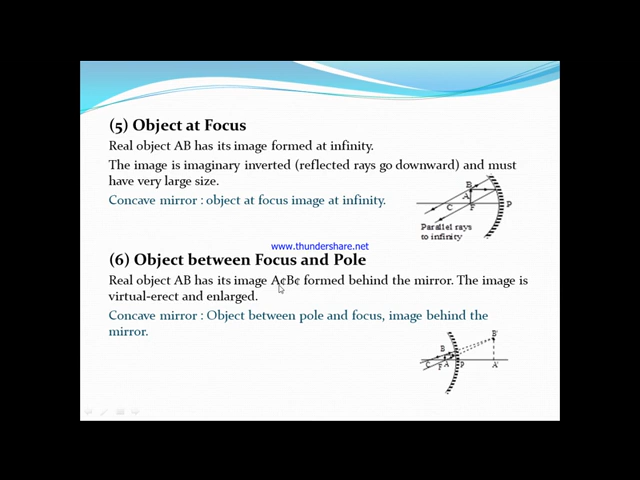 (5) Object at Focus
Real object AB has its image formed at infinity.
The image is imaginary inverted (reflected rays go downward) and must
have very large size.
Concave mirror : object at focus image at infinity.
B
A
C
F
P
Parallel rays
to infinity
www.thundershare.net
(6) Object between Focus and Pole
Real object AB has its image A¢B¢ formed behind the mirror. The image is
virtual-erect and enlarged.
Concave mirror : Object between pole and focus, image behind the
mirror.
B'
B
C
F
A
P
A'